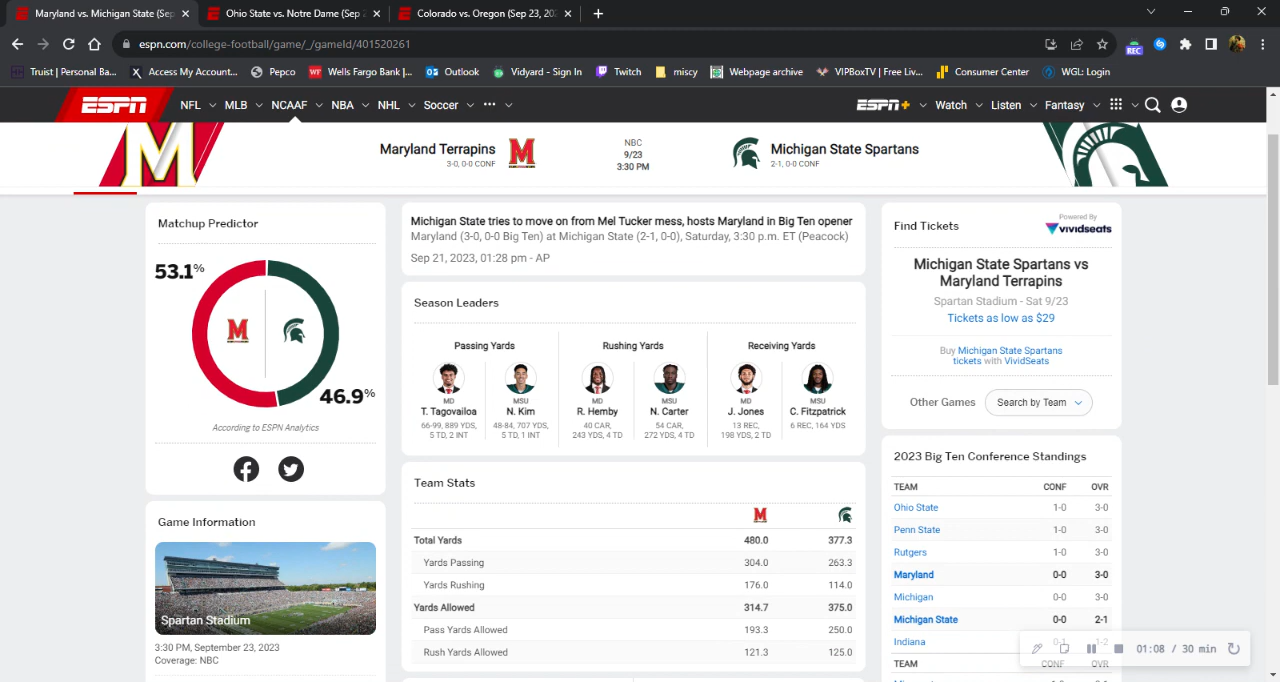 Maryland vs. Michigan State (Sep
Ohio State vs. Notre Dame (Sep 2
Colorado vs. Oregon (Sep 23, 202
espn.com/college-football/game/_/gameId/401520261
REC
Truist | Personal Ba...
Access My Account...
Pepco
Wells Fargo Bank |...
Outlook
Vidyard - Sign In
Twitch
miscy
Webpage archive
VIPBoxTV | Free Liv...
Consumer Center
WGL: Login
ESPN
NFL
MLB
NCAAF
NBA
NHL
Soccer
ESPN+
Watch
Listen
Fantasy
Maryland Terrapins
3-0, 0-0 CONF
NBC
9/23
3:30 PM
Michigan State Spartans
2-1, 0-0 CONF
Matchup Predictor
53.1%
46.9%
According to ESPN Analytics
Game Information
Spartan Stadium
3:30 PM, September 23, 2023
Coverage: NBC
Michigan State tries to move on from Mel Tucker mess, hosts Maryland in Big Ten opener
Maryland (3-0, 0-0 Big Ten) at Michigan State (2-1, 0-0), Saturday, 3:30 p.m. ET (Peacock)
Sep 21, 2023, 01:28 pm - AP
Season Leaders
Passing Yards
Rushing Yards
Receiving Yards
MD
T. Tagovailoa
66-99, 889 YDS,
5 TD, 2 INT
MSU
N. Kim
48-84, 707 YDS,
5 TD, 1 INT
MD
R. Hemby
40 CAR,
243 YDS, 4 TD
MSU
N. Carter
54 CAR,
272 YDS, 4 TD
MD
J. Jones
13 REC,
198 YDS, 2 TD
MSU
C. Fitzpatrick
6 REC, 164 YDS
Team Stats
Total Yards 480.0 377.3
Yards Passing 304.0 263.3
Yards Rushing 176.0 114.0
Yards Allowed 314.7 375.0
Pass Yards Allowed 193.3 250.0
Rush Yards Allowed 121.3 125.0
Find Tickets
Powered By
vividseats
Michigan State Spartans vs
Maryland Terrapins
Spartan Stadium - Sat 9/23
Tickets as low as $29
Buy Michigan State Spartans
tickets with VividSeats
Other Games
Search by Team
2023 Big Ten Conference Standings
TEAM CONF OVR
Ohio State 1-0 3-0
Penn State 1-0 3-0
Rutgers 1-0 3-0
Maryland 0-0 3-0
Michigan 0-0 3-0
Michigan State 0-0 2-1
Indiana 0-1 1-2
01:08 / 30 min
TEAM CONF OVR